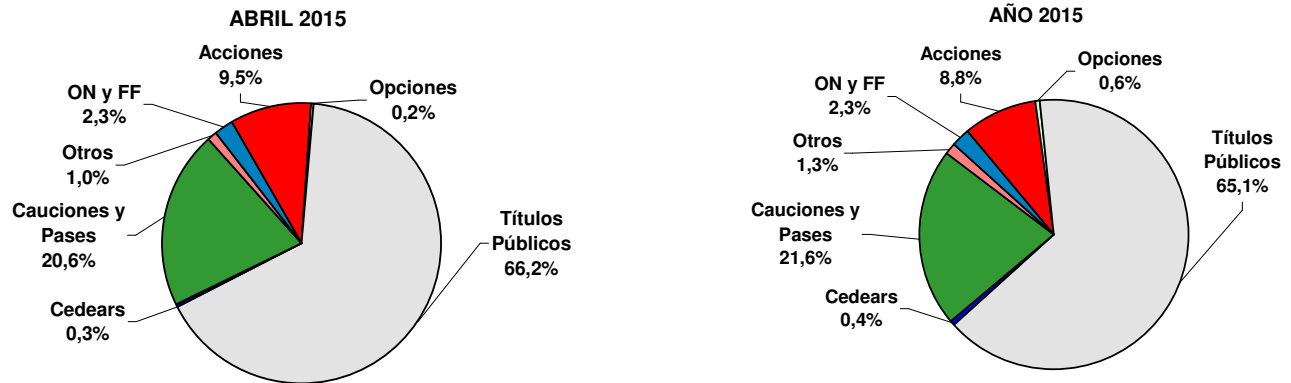 ABRIL 2015
Acciones
9,5%
Opciones
0,2%
ON y FF
2,3%
Otros
1,0%
Cauciones y
Pases
20,6%
Títulos
Públicos
66,2%
Cedears
0,3%
AÑO 2015
Acciones
8,8%
Opciones
0,6%
ON y FF
2,3%
Otros
1,3%
Títulos
Públicos
65,1%
Cauciones y
Pases
21,6%
Cedears
0,4%